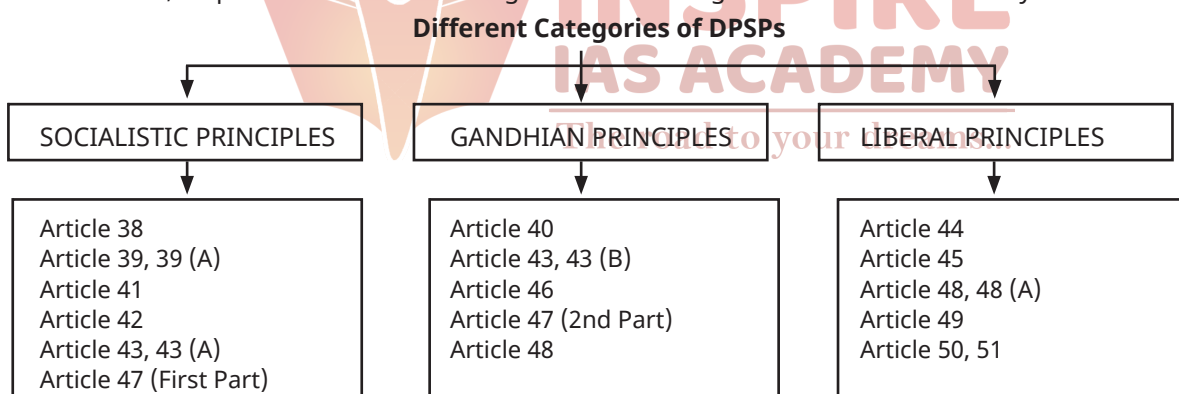 Different Categories of DPSPs
INSPIRE
IAS ACADEMY
The road to your dreams...
SOCIALISTIC PRINCIPLES
GANDHIAN PRINCIPLES
LIBERAL PRINCIPLES
Article 38
Article 39, 39 (A)
Article 41
Article 42
Article 43, 43 (A)
Article 47 (First Part)
Article 40
Article 43, 43 (B)
Article 46
Article 47 (2nd Part)
Article 48
Article 44
Article 45
Article 48, 48 (A)
Article 49
Article 50, 51